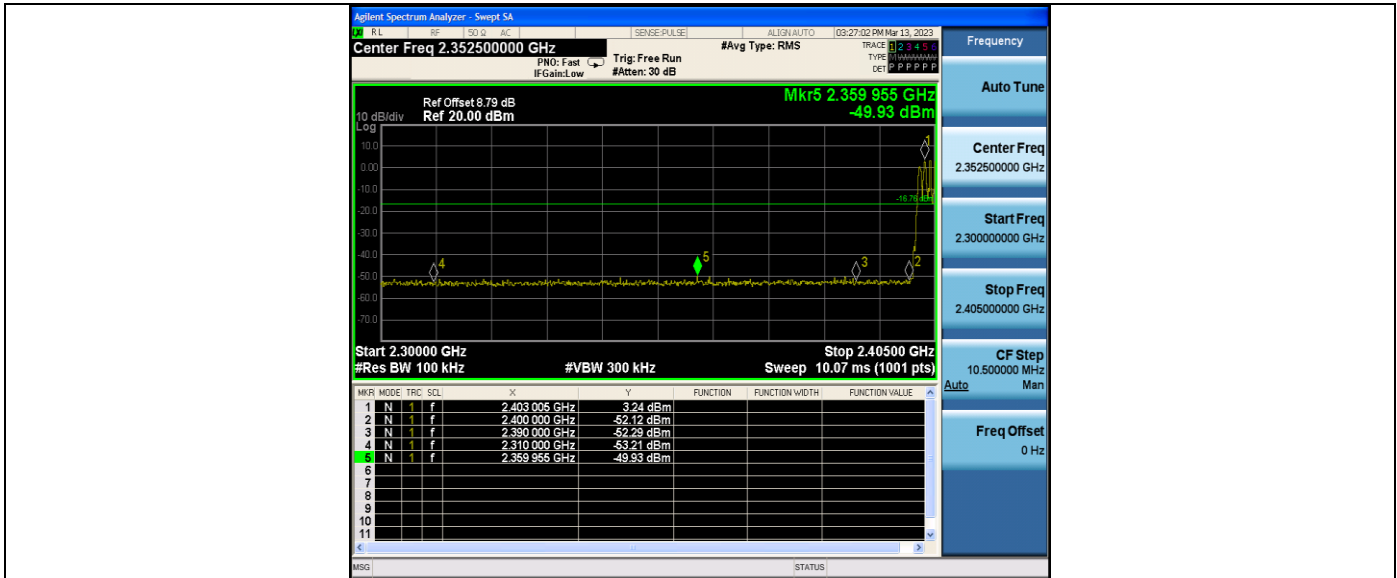 Agilent Spectrum Analyzer - Swept SA
RL RF 50 Ω AC SENSE:PULSE ALIGNAUTO 03:27:02 PM Mar 13, 2023
Center Freq 2.352500000 GHz
#Avg Type: RMS
TRACE 1 2 3 4 5 6
TYPE M
DET P P P P P P
PNO: Fast
IFGain:Low
Trig: Free Run
#Atten: 30 dB
Mkr5 2.359 955 GHz
-49.93 dBm
Ref Offset 8.79 dB
10 dB/div Ref 20.00 dBm
Log
10.0
0.00
-10.0
-20.0
-30.0
-40.0
-50.0
-60.0
-70.0
1
2
3
4
5
Start 2.30000 GHz Stop 2.40500 GHz
#Res BW 100 kHz #VBW 300 kHz Sweep 10.07 ms (1001 pts)
MKR MODE TRC SCL X Y FUNCTION FUNCTION WIDTH FUNCTION VALUE
1 N 1 f 2.403 005 GHz 3.24 dBm
2 N 1 f 2.400 000 GHz -52.12 dBm
3 N 1 f 2.390 000 GHz -52.29 dBm
4 N 1 f 2.310 000 GHz -53.21 dBm
5 N 1 f 2.359 955 GHz -49.93 dBm
6
7
8
9
10
11
MSG STATUS
Frequency
Auto Tune
Center Freq
2.352500000 GHz
Start Freq
2.300000000 GHz
Stop Freq
2.405000000 GHz
CF Step
10.500000 MHz
Auto Man
Freq Offset
0 Hz